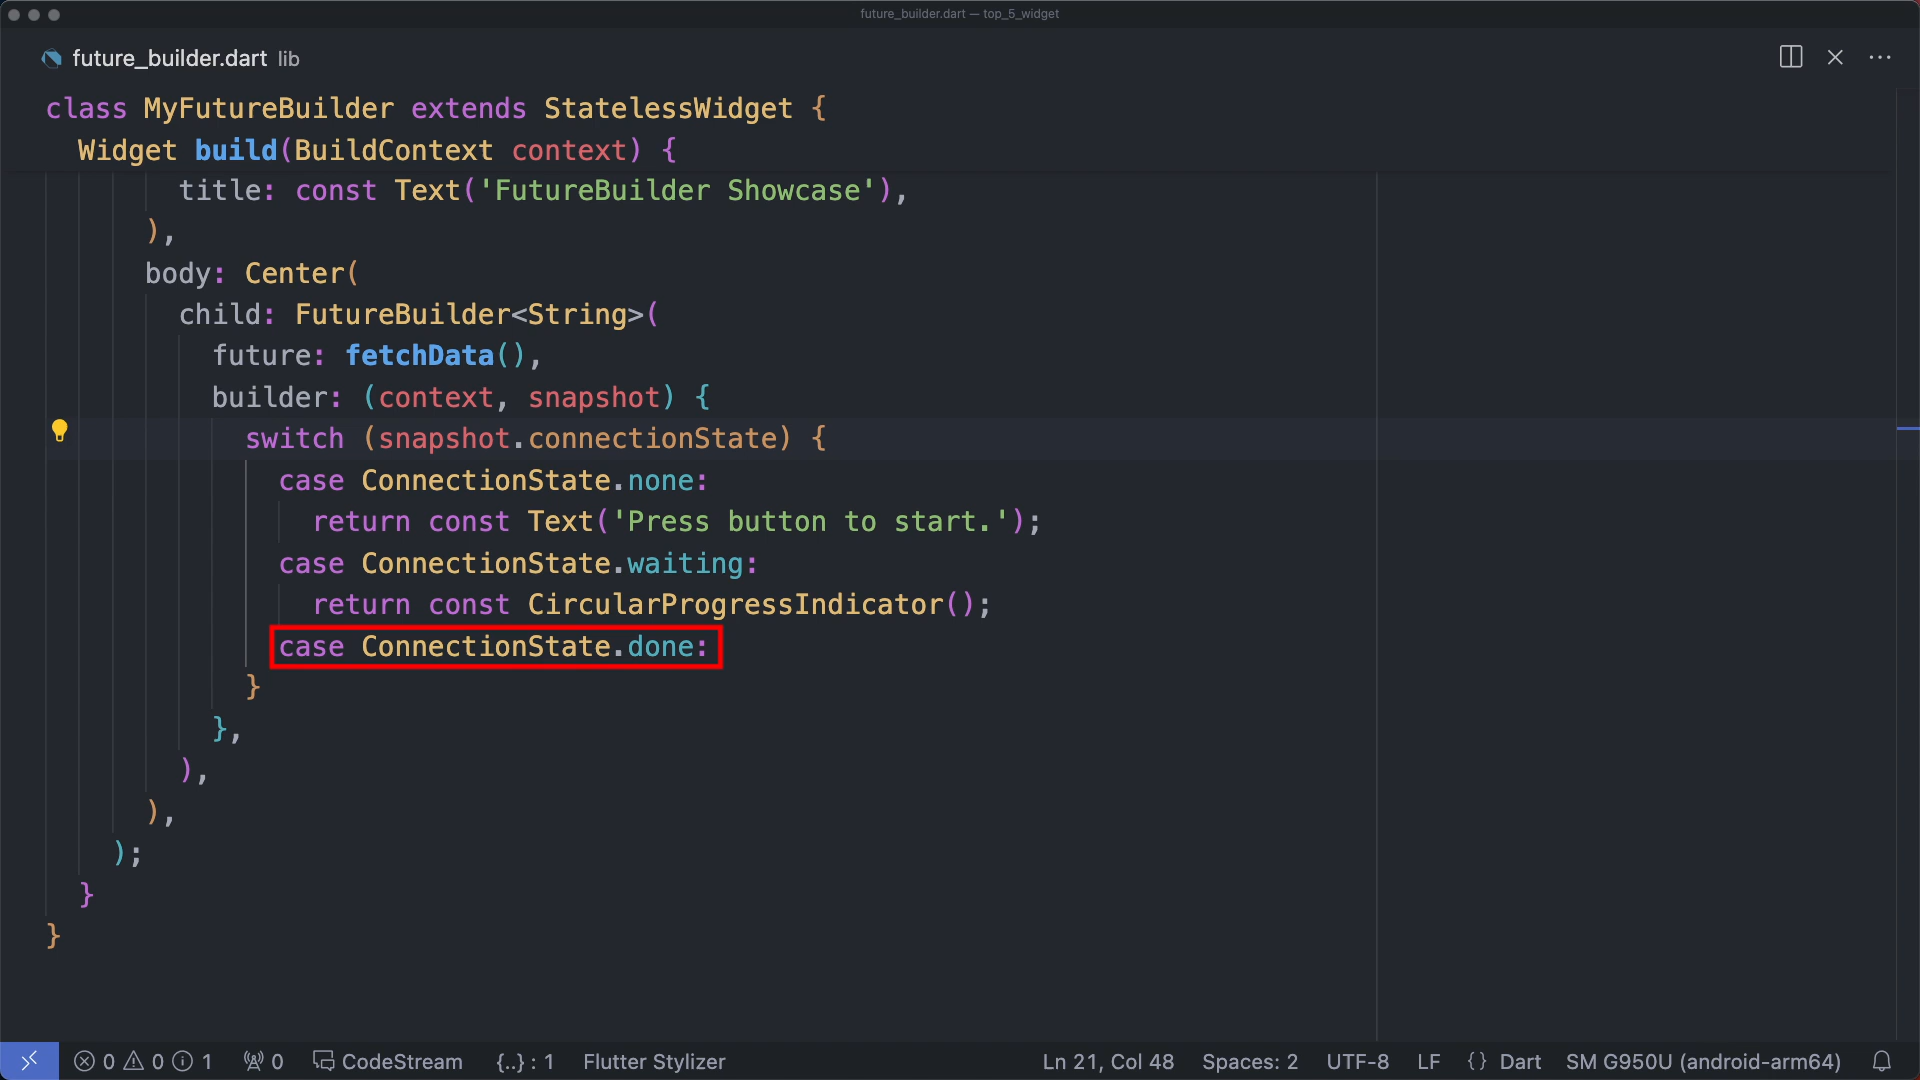 future_builder.dart — top_5_widget
future_builder.dart lib
class MyFutureBuilder extends StatelessWidget {
Widget build(BuildContext context) {
title: const Text('FutureBuilder Showcase'),
),
body: Center(
child: FutureBuilder<String>(
future: fetchData(),
builder: (context, snapshot) {
switch (snapshot.connectionState) {
case ConnectionState.none:
return const Text('Press button to start.');
case ConnectionState.waiting:
return const CircularProgressIndicator();
case ConnectionState.done:
}
},
),
),
);
}
}
0 0 1 0 CodeStream {..} : 1 Flutter Stylizer Ln 21, Col 48 Spaces: 2 UTF-8 LF {} Dart SM G950U (android-arm64)